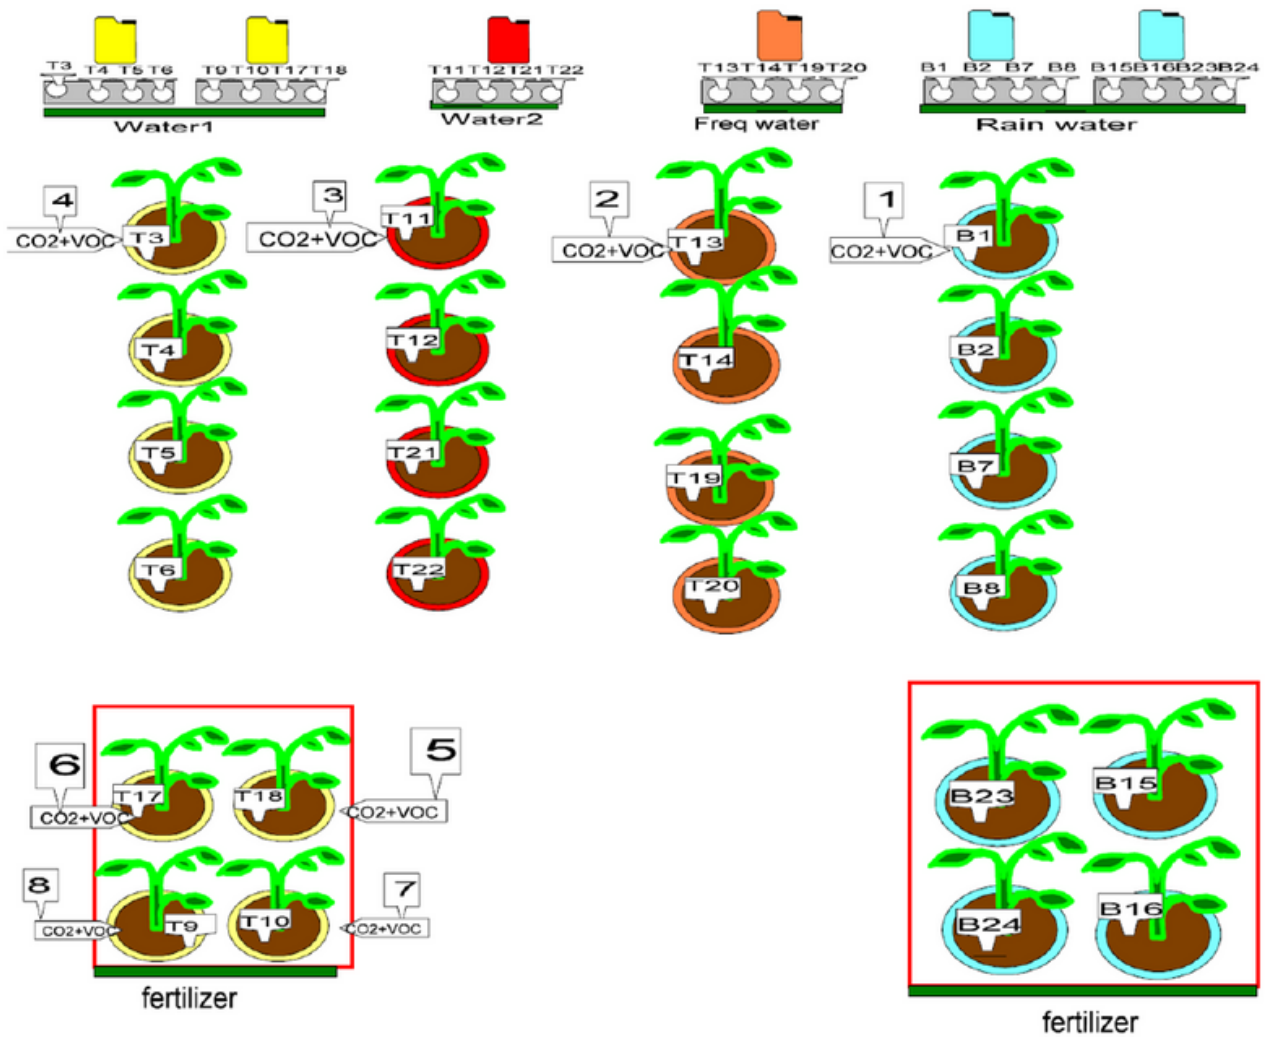 T3 T4 T5 T6 T9 T10 T17 T18 T11 T12 T21 T22 T13 T14 T19 T20 B1 B2 B7 B8 B15 B16 B23 B24
Water1 Water2 Freq water Rain water
4 3 2 1
CO2+VOC T3 CO2+VOC T11 CO2+VOC T13 CO2+VOC B1
T4 T12 T14 B2
T5 T21 T19 B7
T6 T22 T20 B8
6 5
CO2+VOC T17 T18 CO2+VOC B23 B15
8 7
CO2+VOC T9 T10 CO2+VOC B24 B16
fertilizer
fertilizer